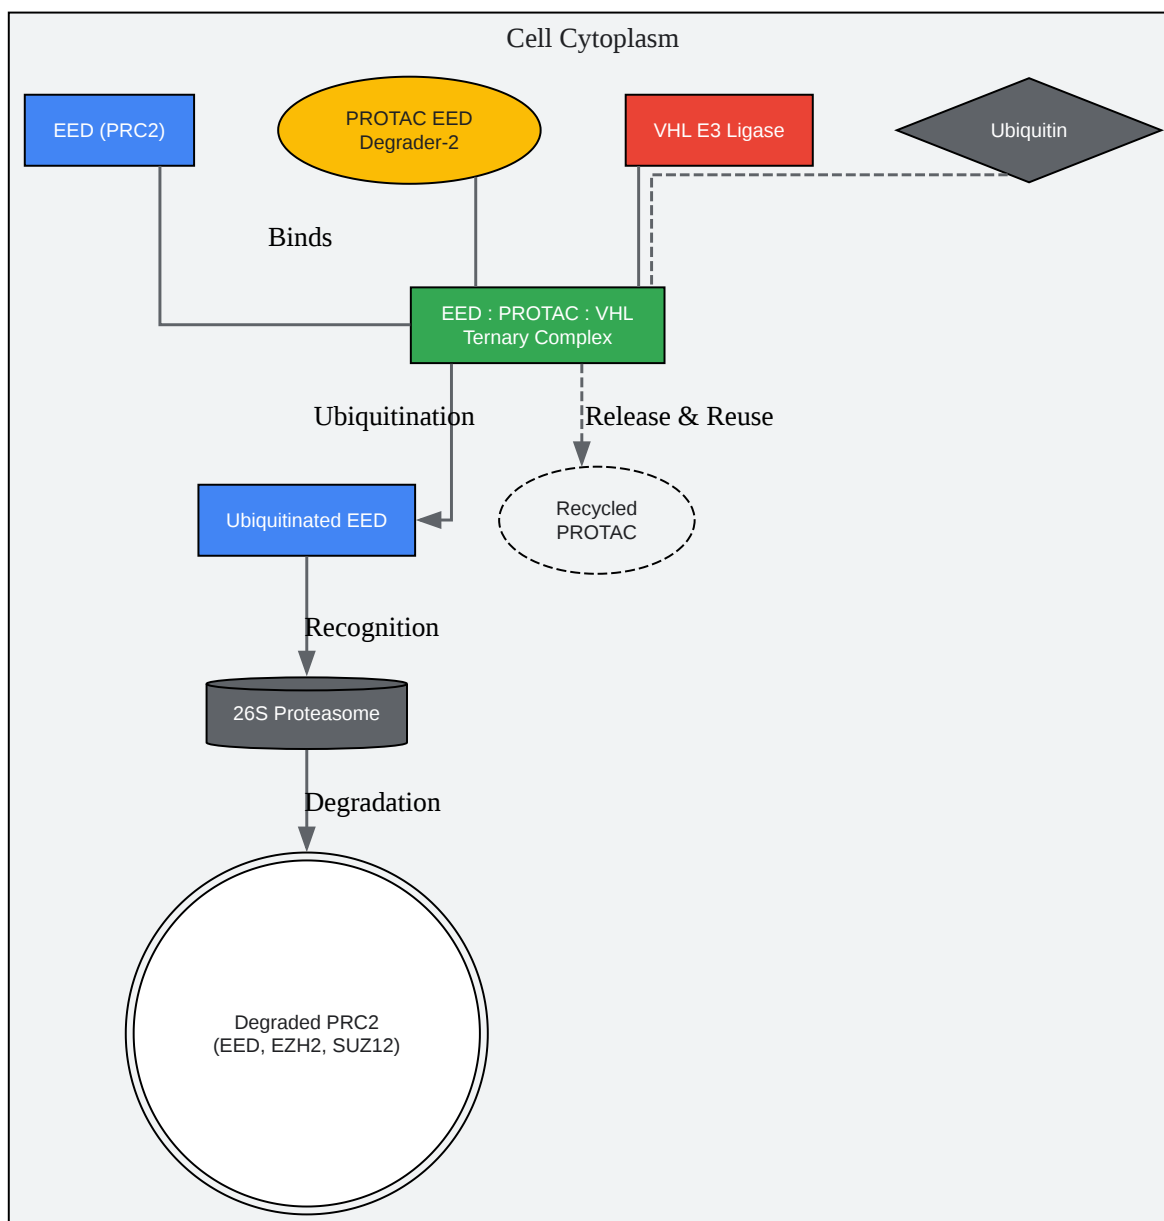 Cell Cytoplasm
EED (PRC2)
PROTAC EED
Degrader-2
VHL E3 Ligase
Ubiquitin
Binds
EED : PROTAC : VHL
Ternary Complex
Ubiquitination
Release & Reuse
Ubiquitinated EED
Recycled
PROTAC
Recognition
26S Proteasome
Degradation
Degraded PRC2
(EED, EZH2, SUZ12)